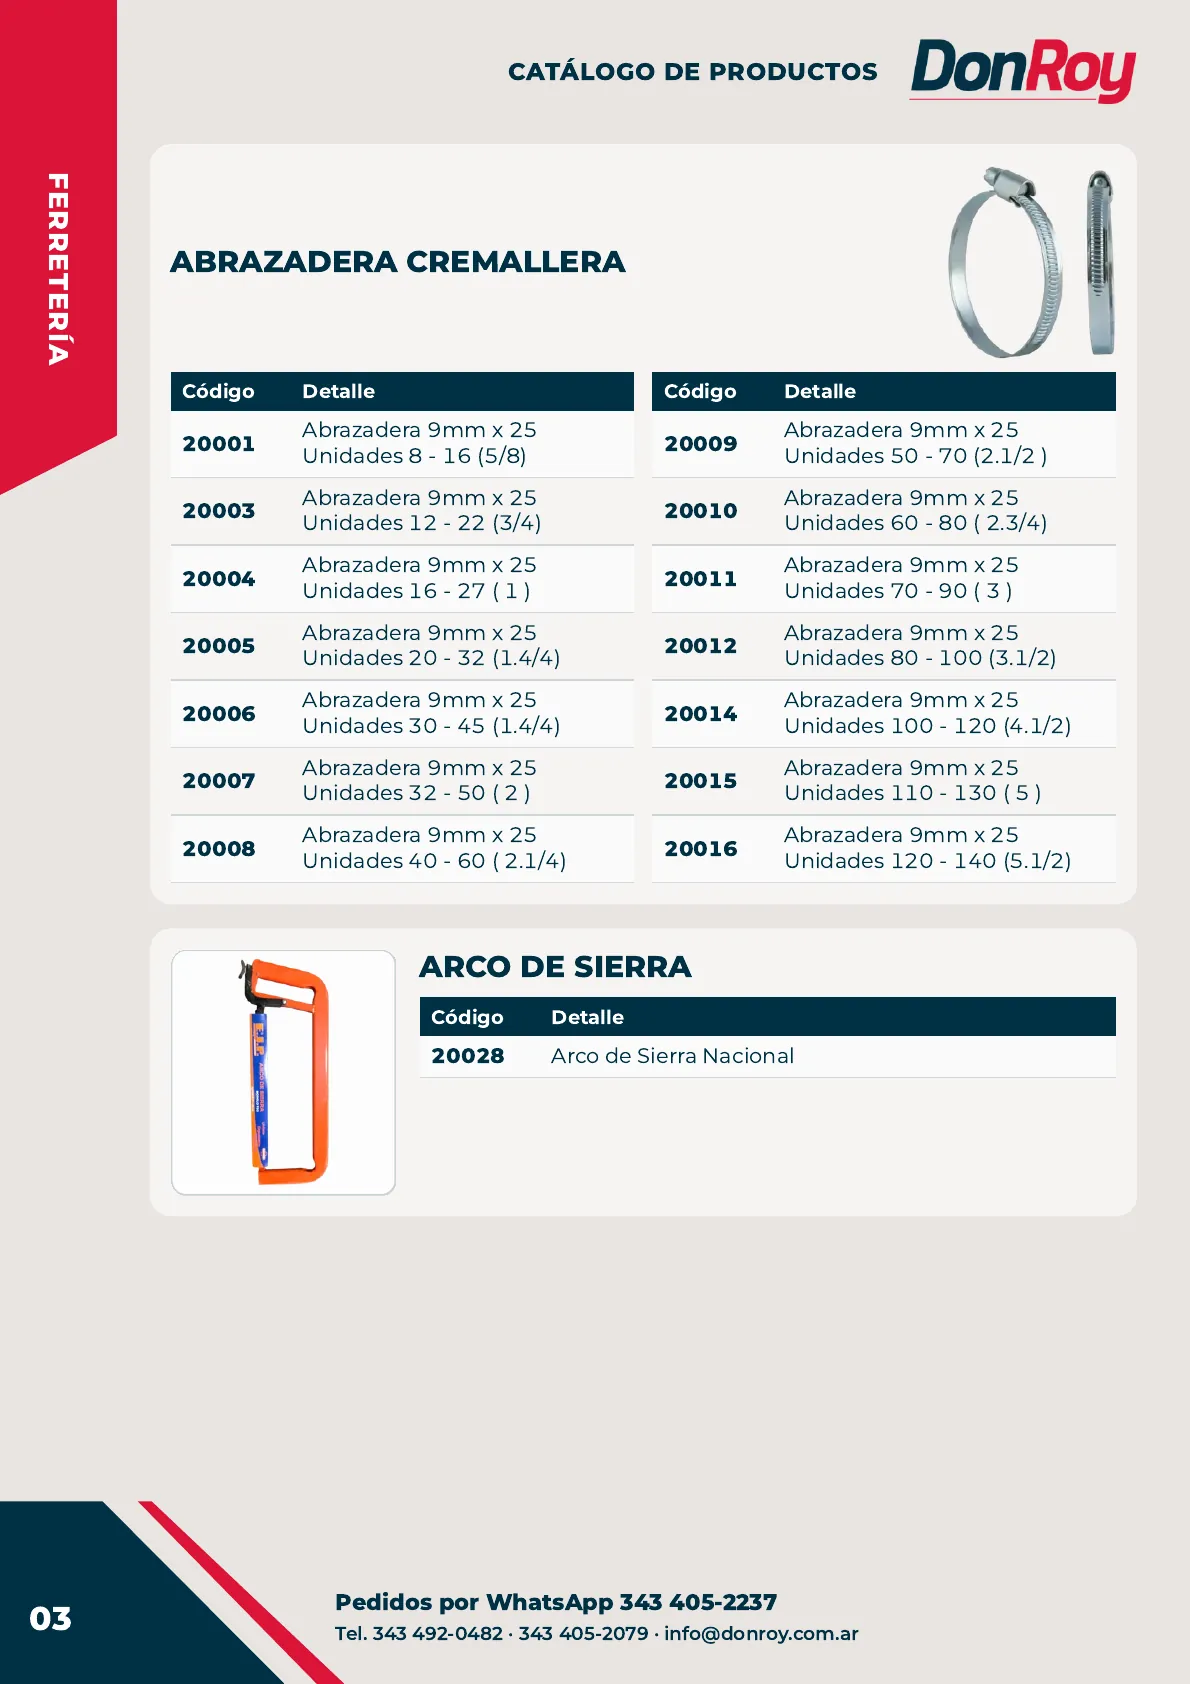 CATÁLOGO DE PRODUCTOS
DonRoy
FERRETERÍA
ABRAZADERA CREMALLERA
Código Detalle
20001 Abrazadera 9mm x 25
Unidades 8 - 16 (5/8)
20003 Abrazadera 9mm x 25
Unidades 12 - 22 (3/4)
20004 Abrazadera 9mm x 25
Unidades 16 - 27 ( 1 )
20005 Abrazadera 9mm x 25
Unidades 20 - 32 (1.4/4)
20006 Abrazadera 9mm x 25
Unidades 30 - 45 (1.4/4)
20007 Abrazadera 9mm x 25
Unidades 32 - 50 ( 2 )
20008 Abrazadera 9mm x 25
Unidades 40 - 60 ( 2.1/4)
Código Detalle
20009 Abrazadera 9mm x 25
Unidades 50 - 70 (2.1/2 )
20010 Abrazadera 9mm x 25
Unidades 60 - 80 ( 2.3/4)
20011 Abrazadera 9mm x 25
Unidades 70 - 90 ( 3 )
20012 Abrazadera 9mm x 25
Unidades 80 - 100 (3.1/2)
20014 Abrazadera 9mm x 25
Unidades 100 - 120 (4.1/2)
20015 Abrazadera 9mm x 25
Unidades 110 - 130 ( 5 )
20016 Abrazadera 9mm x 25
Unidades 120 - 140 (5.1/2)
ARCO DE SIERRA
Código Detalle
20028 Arco de Sierra Nacional
ARCO DE SIERRA
03
Pedidos por WhatsApp 343 405-2237
Tel. 343 492-0482 · 343 405-2079 · info@donroy.com.ar